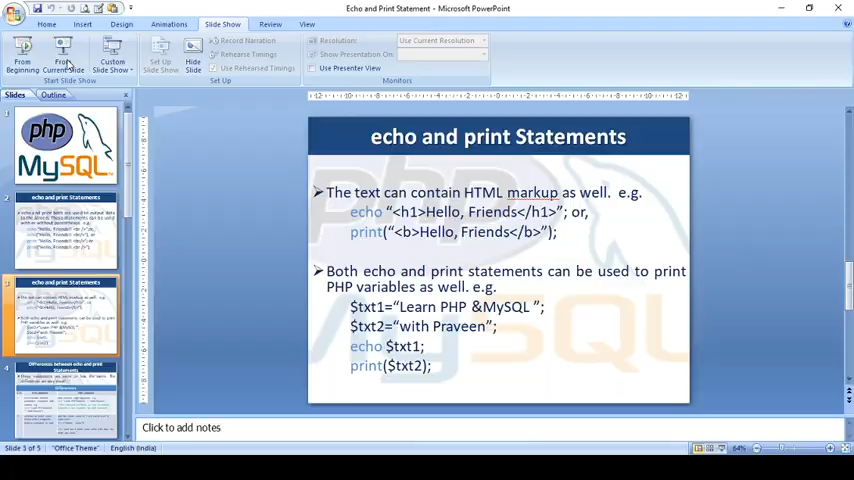 Echo and Print Statement - Microsoft PowerPoint
Home Insert Design Animations Slide Show Review View
From Beginning
From Current Slide
Custom Slide Show
Start Slide Show
Set Up Slide Show
Hide Slide
Record Narration
Rehearse Timings
Use Rehearsed Timings
Set Up
Resolution: Use Current Resolution
Show Presentation On:
Use Presenter View
Monitors
Slides Outline
1
php
MySQL
2
echo and print Statements
3
echo and print Statements
4
Differences between echo and print Statements
echo and print Statements
➢ The text can contain HTML markup as well. e.g.
echo “<h1>Hello, Friends</h1>”; or,
print(“<b>Hello, Friends</b>”);
➢ Both echo and print statements can be used to print
PHP variables as well. e.g.
$txt1=“Learn PHP &MySQL ”;
$txt2=“with Praveen”;
echo $txt1;
print($txt2);
Click to add notes
Slide 3 of 5 "Office Theme" English (India) 64%